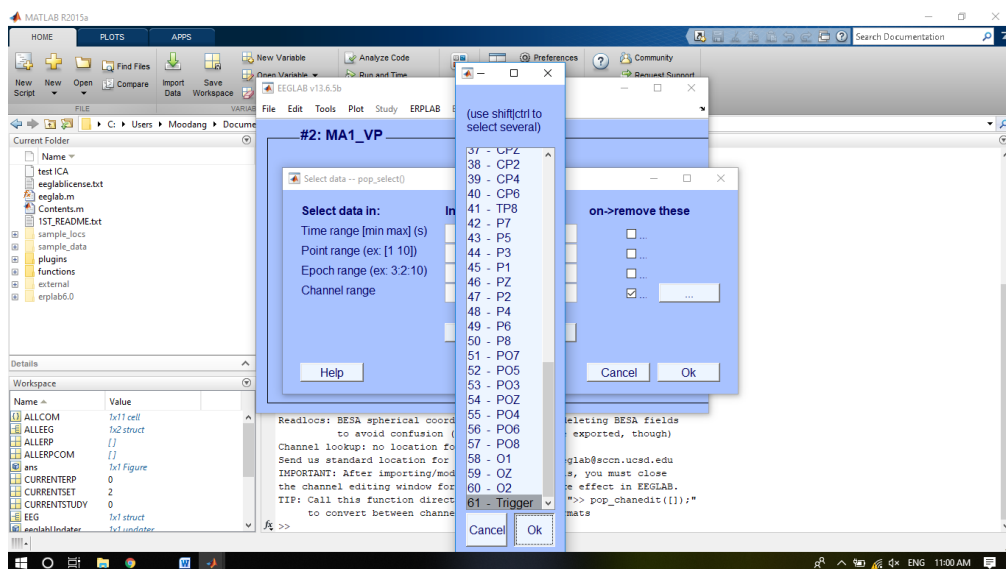 MATLAB R2015a
HOME PLOTS APPS
Search Documentation
New Script
New
Open
Find Files
Compare
Import Data
Save Workspace
New Variable
Open Variable
Analyze Code
Run and Time
Preferences
Community
Request Support
FILE
VARIAB
C: Users Moodang Docume
Current Folder
Name
test ICA
eeglablicense.txt
eeglab.m
Contents.m
1ST_README.txt
sample_locs
sample_data
plugins
functions
external
erplab6.0
Details
Workspace
Name Value
ALLCOM 1x11 cell
ALLEEG 1x2 struct
ALLERP []
ALLERPCOM []
ans 1x1 Figure
CURRENTERP 0
CURRENTSET 2
CURRENTSTUDY 0
EEG 1x1 struct
eeglabUpdater 1x1 updater
EEGLAB v13.6.5b
File Edit Tools Plot Study ERPLAB
#2: MA1_VP
Select data -- pop_select()
Select data in:
on->remove these
Time range [min max] (s)
...
Point range (ex: [1 10])
...
Epoch range (ex: 3:2:10)
...
Channel range
...
...
Help
Cancel
Ok
(use shift|ctrl to
select several)
37 - CPZ
38 - CP2
39 - CP4
40 - CP6
41 - TP8
42 - P7
43 - P5
44 - P3
45 - P1
46 - PZ
47 - P2
48 - P4
49 - P6
50 - P8
51 - PO7
52 - PO5
53 - PO3
54 - POZ
55 - PO4
56 - PO6
57 - PO8
58 - O1
59 - OZ
60 - O2
61 - Trigger
Cancel Ok
Readlocs: BESA spherical coord leting BESA fields
to avoid confusion ( exported, though)
Channel lookup: no location fo
Send us standard location for eglab@sccn.ucsd.edu
IMPORTANT: After importing/mod s, you must close
the channel editing window for e effect in EEGLAB.
TIP: Call this function direct ">> pop_chanedit([]);"
to convert between channe mats
fx >>
ENG 11:00 AM